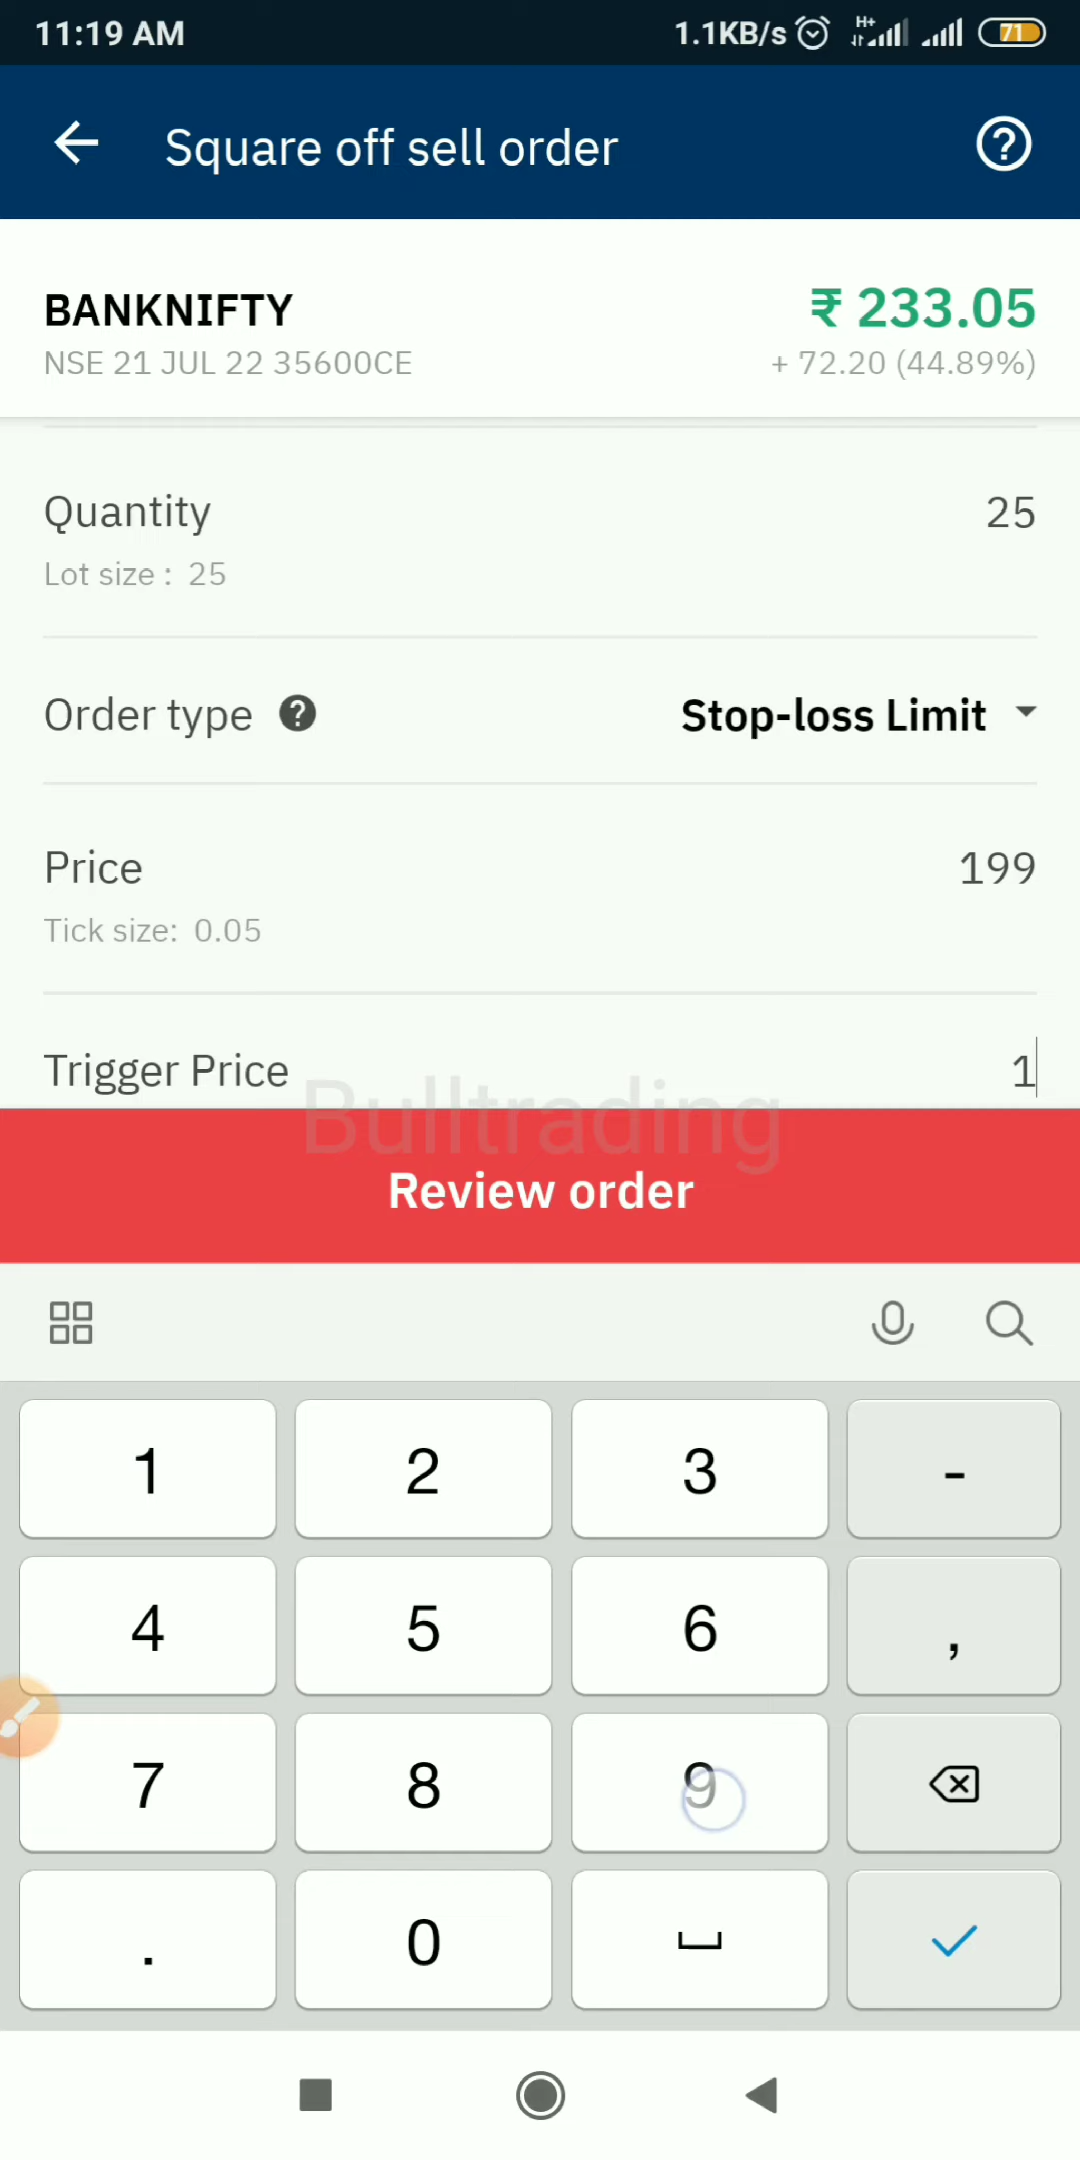 11:19 AM 1.1KB/s H+ 71
Square off sell order
BANKNIFTY ₹ 233.05
NSE 21 JUL 22 35600CE + 72.20 (44.89%)
Quantity 25
Lot size : 25
Order type ? Stop-loss Limit
Price 199
Tick size: 0.05
Trigger Price 1
Bulltrading
Review order
1 2 3 -
4 5 6 ,
7 8 9
. 0